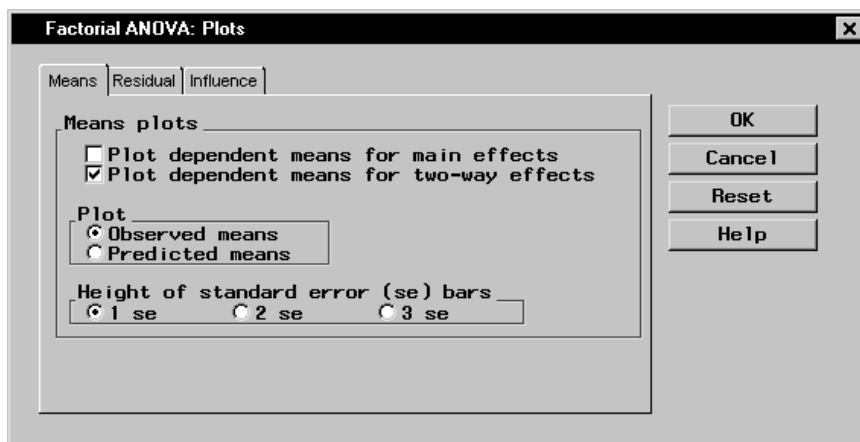 Factorial ANOVA: Plots
Means Residual Influence
Means plots
Plot dependent means for main effects
Plot dependent means for two-way effects
Plot
Observed means
Predicted means
Height of standard error (se) bars
1 se 2 se 3 se
OK
Cancel
Reset
Help